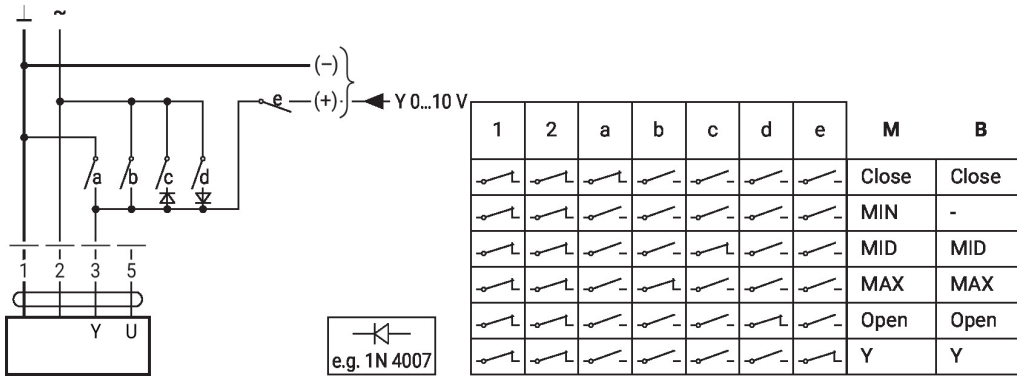 ⊥ ~
(–)
e (+) Y 0...10 V
a b c d
1 2 3 5
Y U
e.g. 1N 4007
1 2 a b c d e M B
Close Close
MIN -
MID MID
MAX MAX
Open Open
Y Y